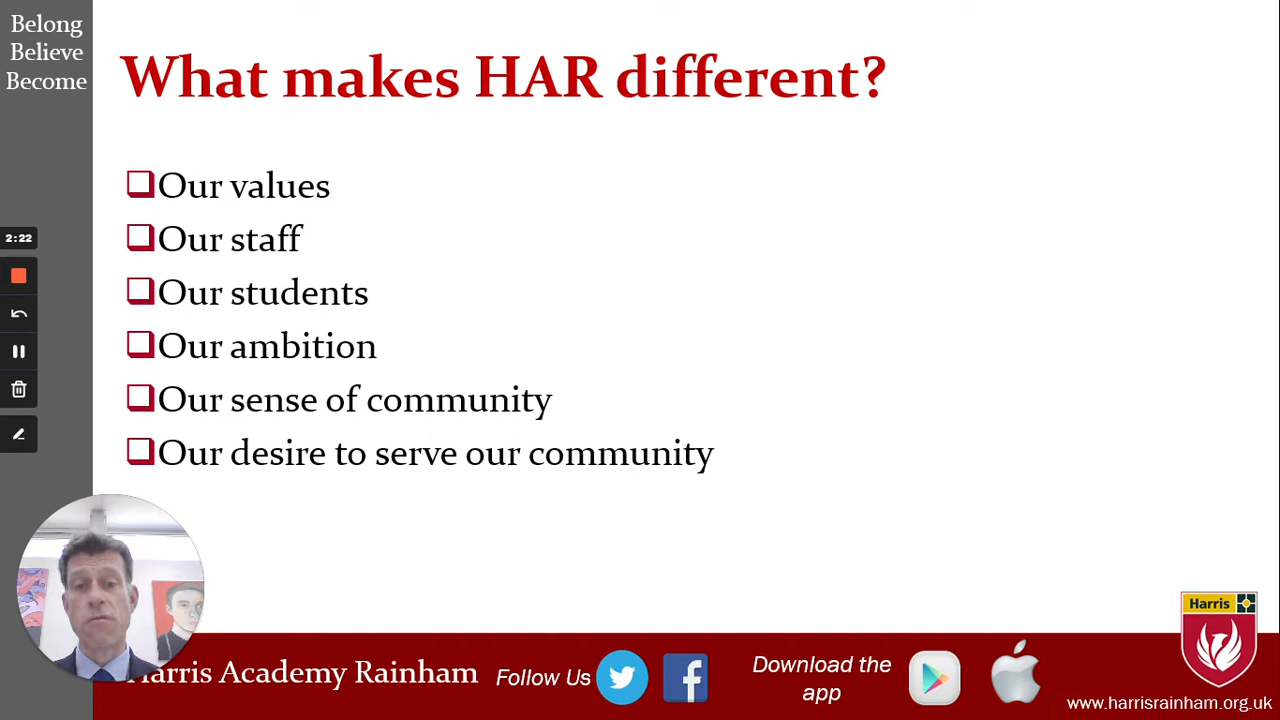 Belong
Believe
Become
What makes HAR different?
Our values
Our staff
Our students
Our ambition
Our sense of community
Our desire to serve our community
2:22
Harris Academy Rainham
Follow Us
Download the
app
Harris
www.harrisrainham.org.uk